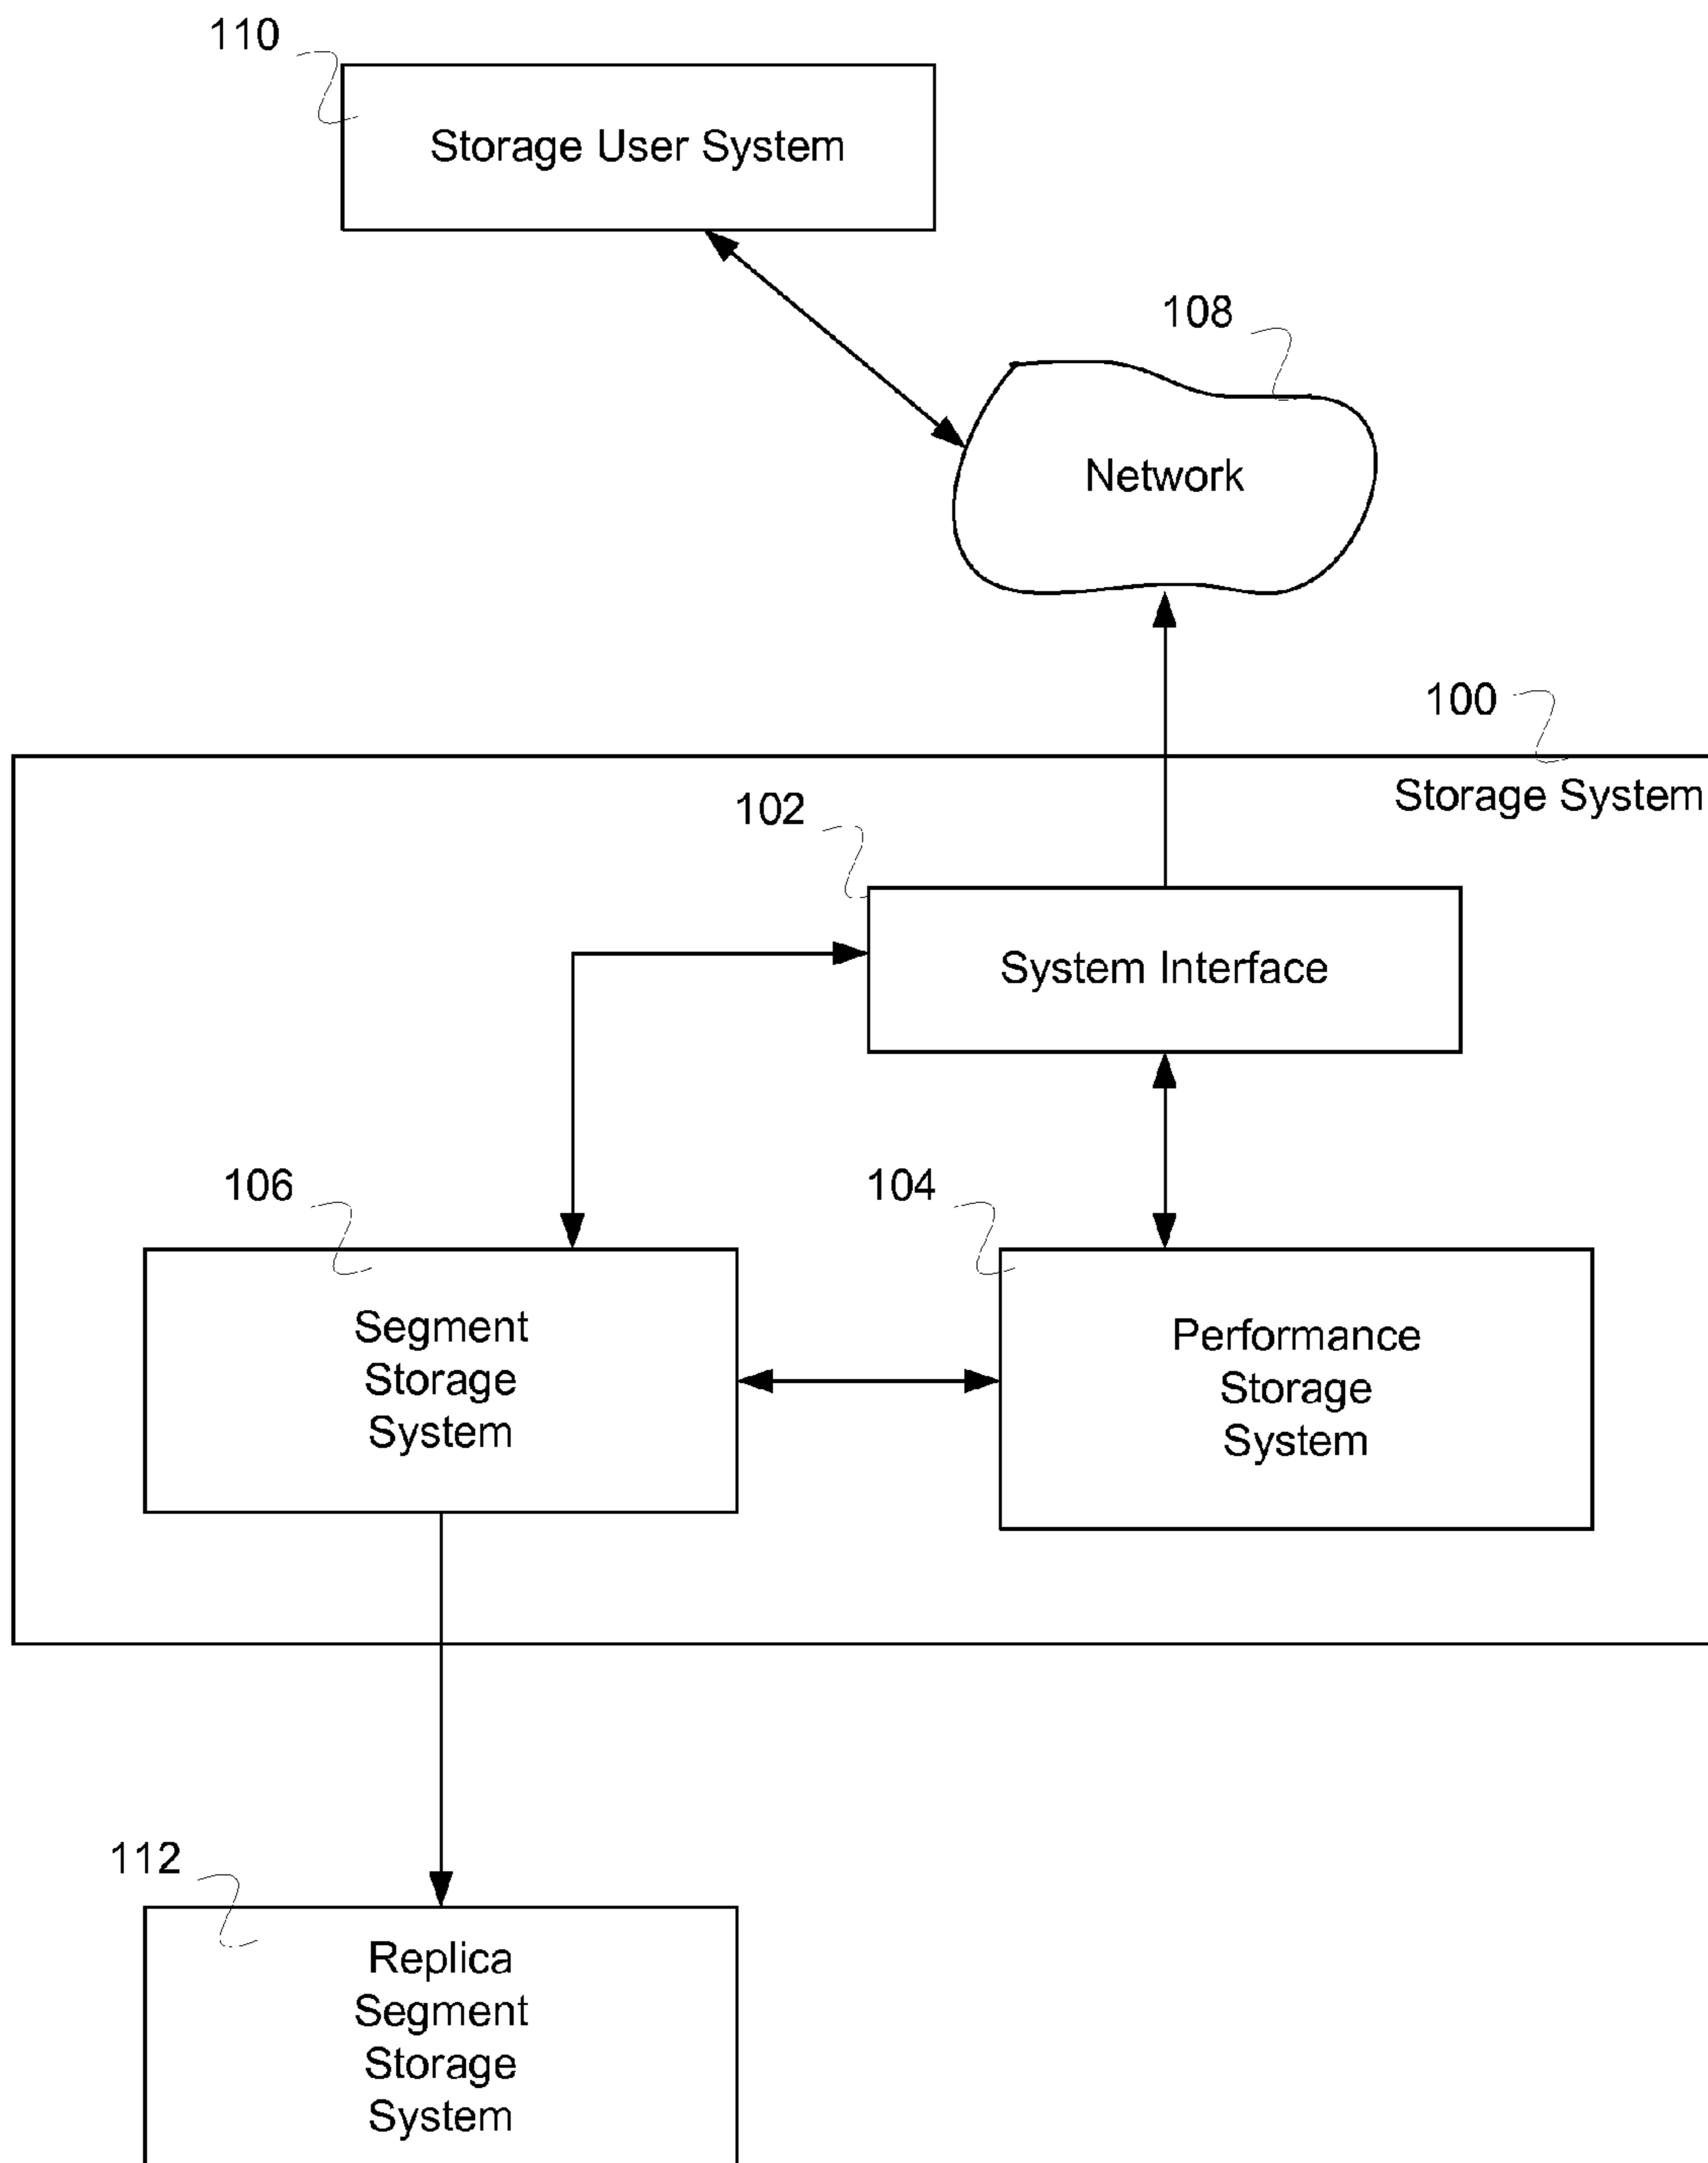 110
Storage User System
108
Network
100
Storage System
102
System Interface
106
104
Segment
Storage
System
Performance
Storage
System
112
Replica
Segment
Storage
System